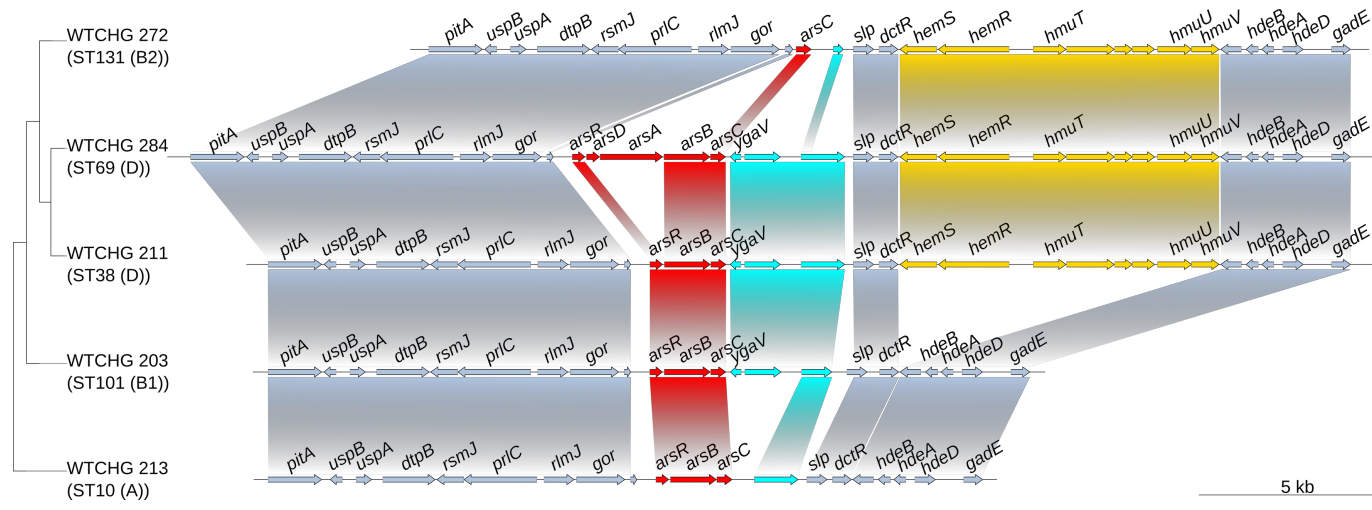 WTCHG 272
(ST131 (B2))
pitA uspB uspA dtpB rsmJ prlC rlmJ gor arsC slp dctR hemS hemR hmuT hmuU hmuV hdeB hdeA hdeD gadE
WTCHG 284
(ST69 (D))
pitA uspB uspA dtpB rsmJ prlC rlmJ gor arsR arsD arsA arsB arsC ygaV slp dctR hemS hemR hmuT hmuU hmuV hdeB hdeA hdeD gadE
WTCHG 211
(ST38 (D))
pitA uspB uspA dtpB rsmJ prlC rlmJ gor arsR arsB arsC ygaV slp dctR hemS hemR hmuT hmuU hmuV hdeB hdeA hdeD gadE
WTCHG 203
(ST101 (B1))
pitA uspB uspA dtpB rsmJ prlC rlmJ gor arsR arsB arsC ygaV slp dctR hdeB hdeA hdeD gadE
WTCHG 213
(ST10 (A))
pitA uspB uspA dtpB rsmJ prlC rlmJ gor arsR arsB arsC slp dctR hdeB hdeA hdeD gadE
5 kb